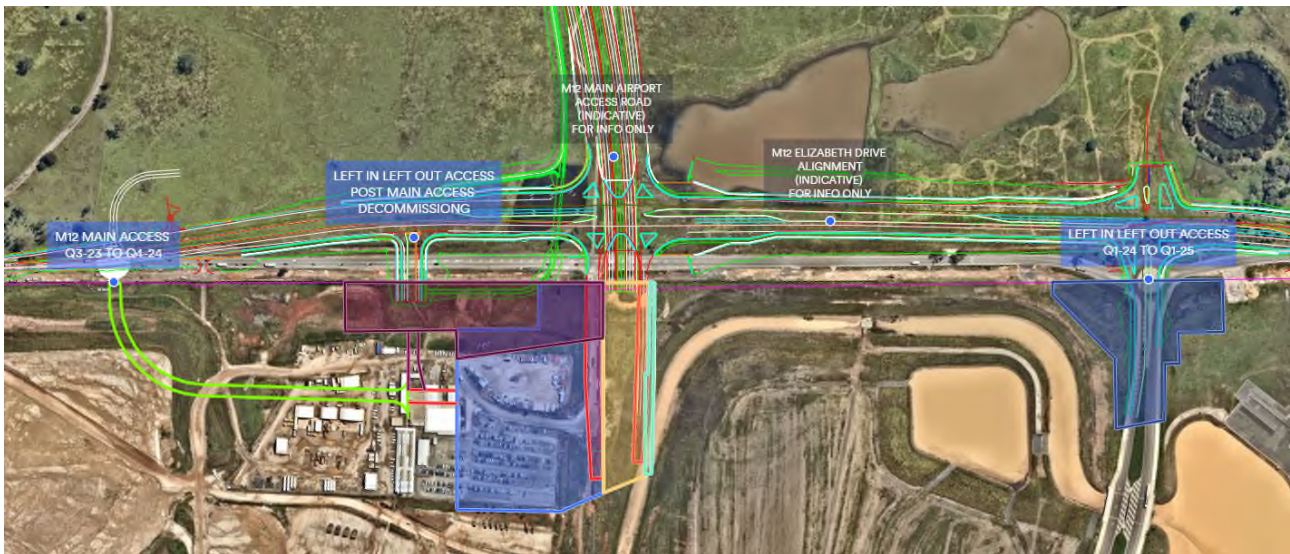 M12 MAIN AIRPORT
ACCESS ROAD
(INDICATIVE)
FOR INFO ONLY
M12 ELIZABETH DRIVE
ALIGNMENT
(INDICATIVE)
FOR INFO ONLY
LEFT IN LEFT OUT ACCESS
POST MAIN ACCESS
DECOMMISSIONG
M12 MAIN ACCESS
Q3-23 TO Q4-24
LEFT IN LEFT OUT ACCESS
Q1-24 TO Q1-25